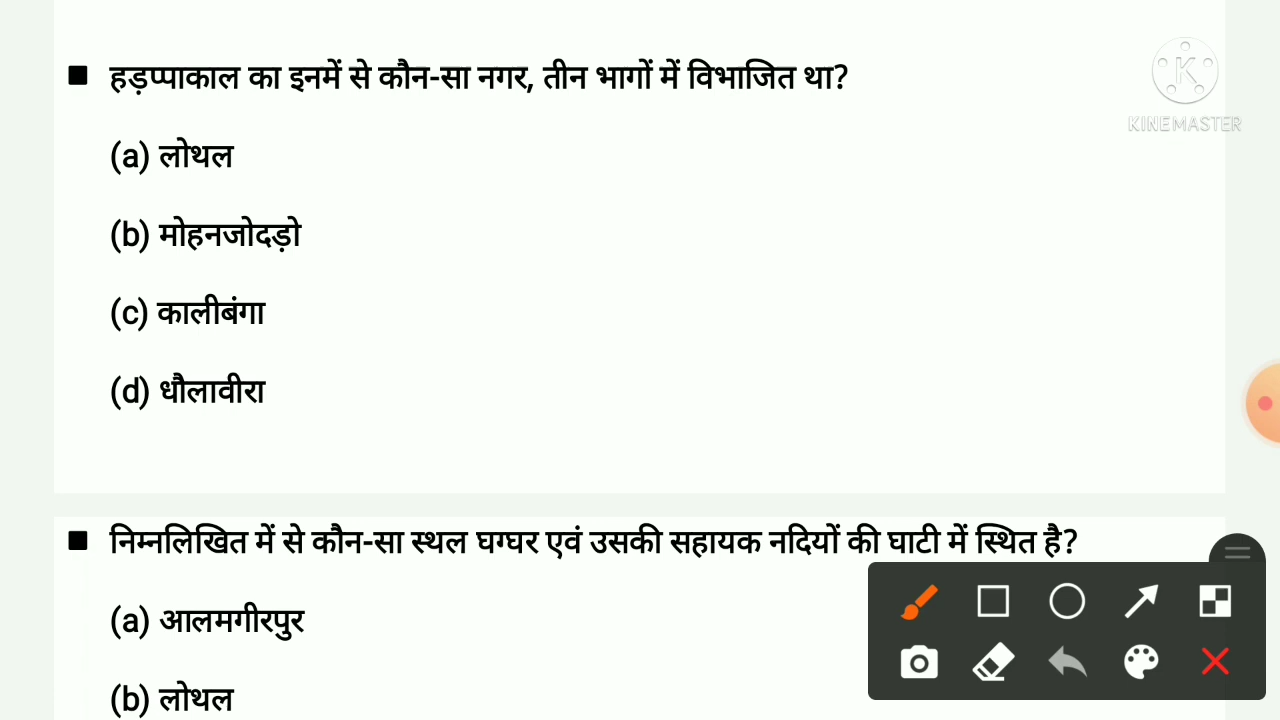 हड़प्पाकाल का इनमें से कौन-सा नगर, तीन भागों में विभाजित था?
(a) लोथल
(b) मोहनजोदड़ो
(c) कालीबंगा
(d) धौलावीरा
निम्नलिखित में से कौन-सा स्थल घग्घर एवं उसकी सहायक नदियों की घाटी में स्थित है?
(a) आलमगीरपुर
(b) लोथल
K
KINEMASTER